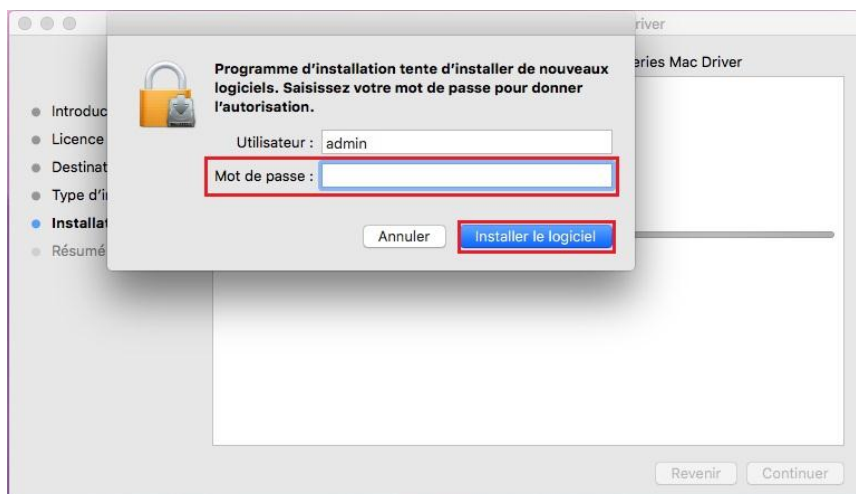 river
eries Mac Driver
Programme d'installation tente d'installer de nouveaux
logiciels. Saisissez votre mot de passe pour donner
l'autorisation.
Utilisateur : admin
Mot de passe :
Annuler
Installer le logiciel
Introduc
Licence
Destinat
Type d'i
Installat
Résumé
Revenir
Continuer